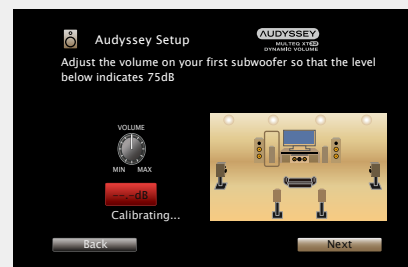 Audyssey Setup
AUDYSSEY
MULTEQ XT32
DYNAMIC VOLUME
Adjust the volume on your first subwoofer so that the level
below indicates 75dB
VOLUME
MIN MAX
---.-dB
Calibrating...
Back
Next